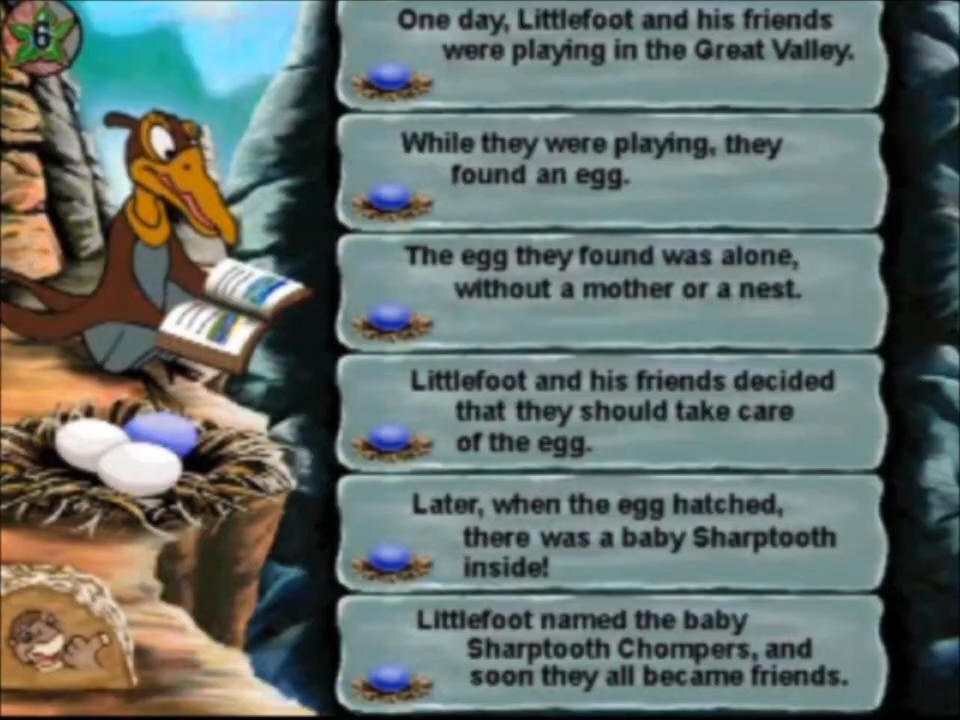 6
One day, Littlefoot and his friends
were playing in the Great Valley.
While they were playing, they
found an egg.
The egg they found was alone,
without a mother or a nest.
Littlefoot and his friends decided
that they should take care
of the egg.
Later, when the egg hatched,
there was a baby Sharptooth
inside!
Littlefoot named the baby
Sharptooth Chompers, and
soon they all became friends.